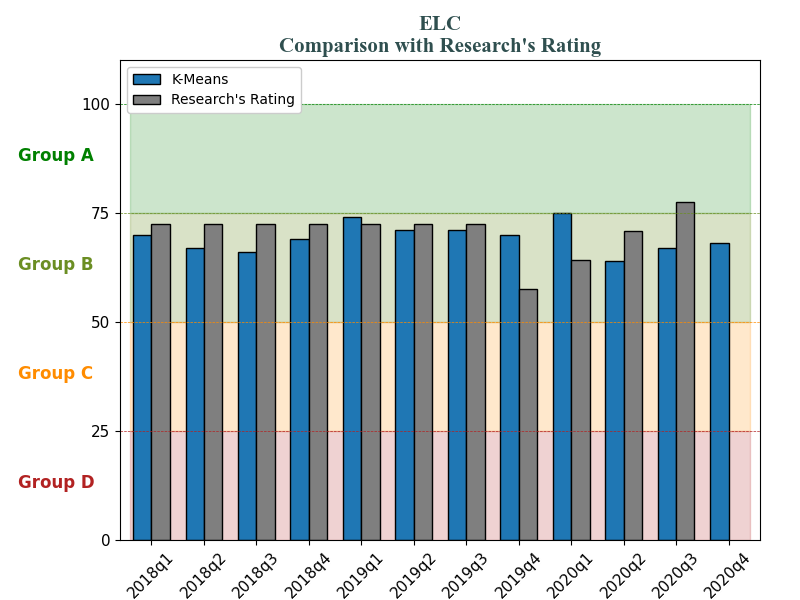 ELC
Comparison with Research's Rating
K-Means
Research's Rating
100
Group A
75
Group B
50
Group C
25
Group D
0
2018q1
2018q2
2018q3
2018q4
2019q1
2019q2
2019q3
2019q4
2020q1
2020q2
2020q3
2020q4